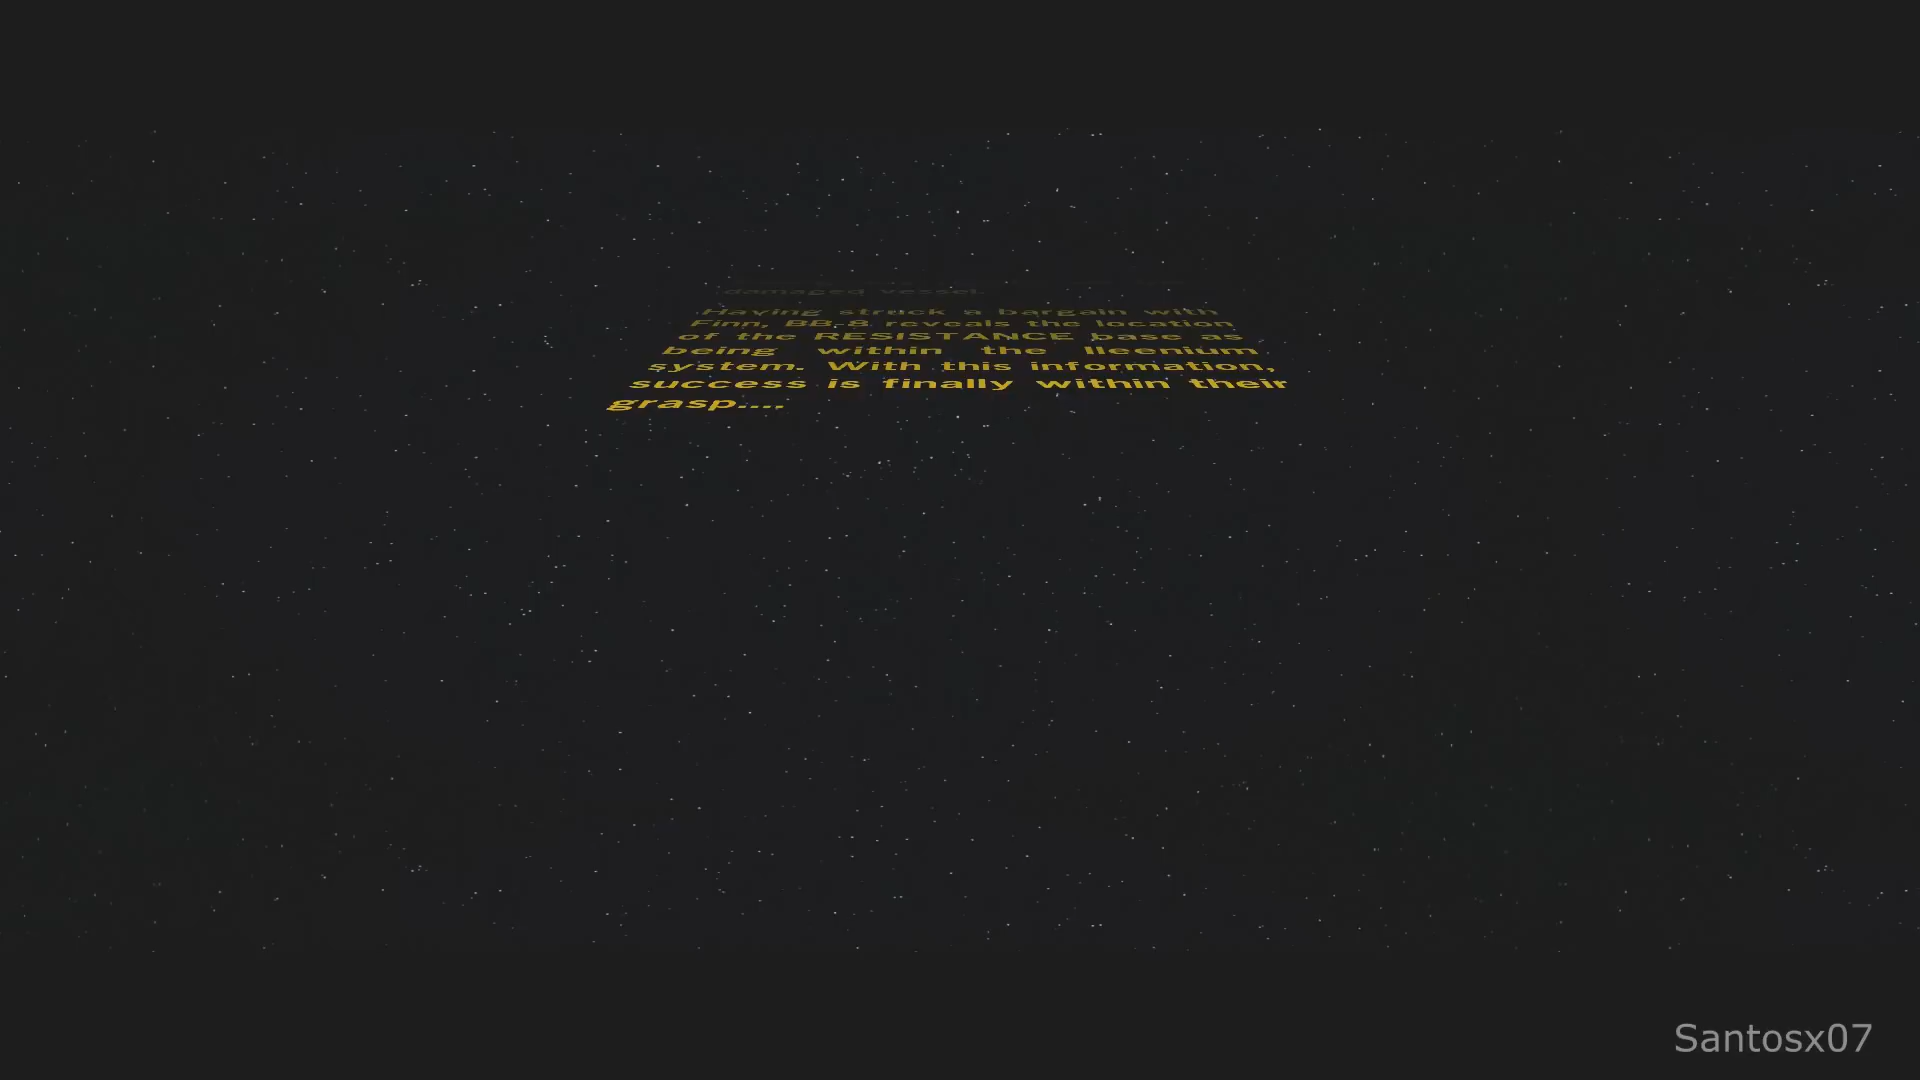 damaged vessel.
Having struck a bargain with
Finn, BB-8 reveals the location
of the RESISTANCE base as
being within the Ileenium
system. With this information,
success is finally within their
grasp....
Santosx07